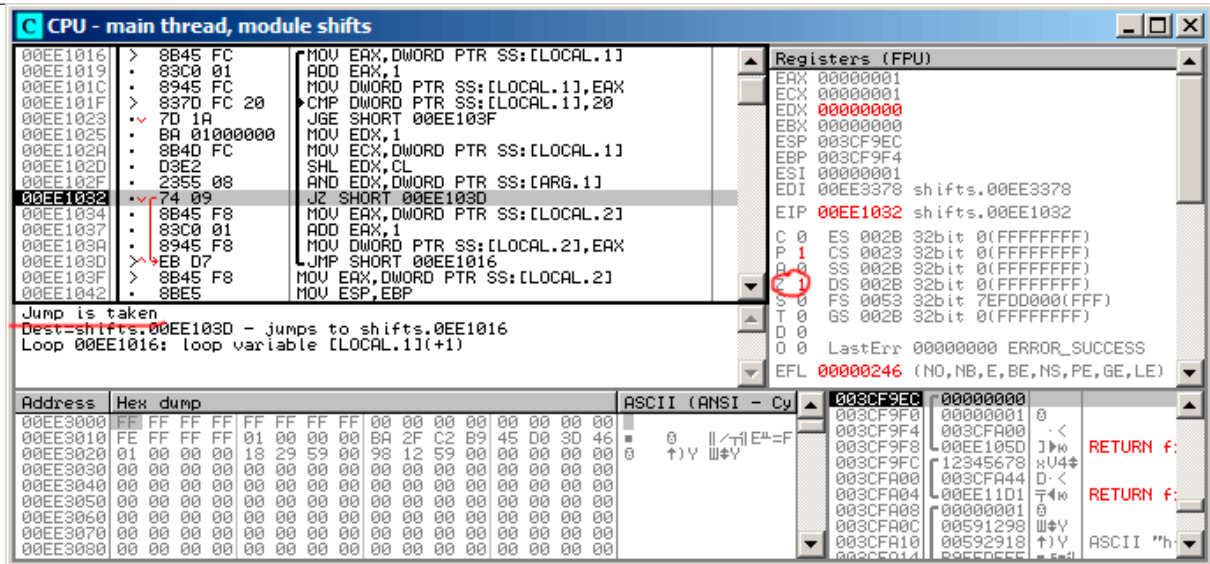 CPU - main thread, module shifts
00EE1016 > 8B45 FC MOV EAX,DWORD PTR SS:[LOCAL.1]
00EE1019 . 83C0 01 ADD EAX,1
00EE101C . 8945 FC MOV DWORD PTR SS:[LOCAL.1],EAX
00EE101F > 837D FC 20 CMP DWORD PTR SS:[LOCAL.1],20
00EE1023 . 7D 1A JGE SHORT 00EE103F
00EE1025 . BA 01000000 MOV EDX,1
00EE102A . 8B4D FC MOV ECX,DWORD PTR SS:[LOCAL.1]
00EE102D . D3E2 SHL EDX,CL
00EE102F . 2355 08 AND EDX,DWORD PTR SS:[ARG.1]
00EE1032 . 74 09 JZ SHORT 00EE103D
00EE1034 . 8B45 F8 MOV EAX,DWORD PTR SS:[LOCAL.2]
00EE1037 . 83C0 01 ADD EAX,1
00EE103A . 8945 F8 MOV DWORD PTR SS:[LOCAL.2],EAX
00EE103D > EB D7 JMP SHORT 00EE1016
00EE103F > 8B45 F8 MOV EAX,DWORD PTR SS:[LOCAL.2]
00EE1042 . 8BE5 MOV ESP,EBP
Jump is taken
Dest=shifts.00EE103D - jumps to shifts.0EE1016
Loop 00EE1016: loop variable [LOCAL.1](+1)
Registers (FPU)
EAX 00000001
ECX 00000001
EDX 00000000
EBX 00000000
ESP 003CF9EC
EBP 003CF9F4
ESI 00000001
EDI 00EE3378 shifts.00EE3378
EIP 00EE1032 shifts.00EE1032
C 0 ES 002B 32bit 0(FFFFFFFF)
P 1 CS 0023 32bit 0(FFFFFFFF)
A 0 SS 002B 32bit 0(FFFFFFFF)
Z 1 DS 002B 32bit 0(FFFFFFFF)
S 0 FS 0053 32bit 7EFDD000(FFF)
T 0 GS 002B 32bit 0(FFFFFFFF)
D 0
O 0 LastErr 00000000 ERROR_SUCCESS
EFL 00000246 (NO,NB,E,BE,NS,PE,GE,LE)
Address Hex dump ASCII (ANSI - Cy
00EE3000 FF FF FF FF FF FF FF FF 00 00 00 00 00 00 00 00
00EE3010 FE FF FF FF 01 00 00 00 BA 2F C2 B9 45 D0 3D 46
00EE3020 01 00 00 00 18 29 59 00 98 12 59 00 00 00 00 00
00EE3030 00 00 00 00 00 00 00 00 00 00 00 00 00 00 00 00
00EE3040 00 00 00 00 00 00 00 00 00 00 00 00 00 00 00 00
00EE3050 00 00 00 00 00 00 00 00 00 00 00 00 00 00 00 00
00EE3060 00 00 00 00 00 00 00 00 00 00 00 00 00 00 00 00
00EE3070 00 00 00 00 00 00 00 00 00 00 00 00 00 00 00 00
00EE3080 00 00 00 00 00 00 00 00 00 00 00 00 00 00 00 00
003CF9EC 00000000
003CF9F0 00000001
003CF9F4 003CFA00
003CF9F8 00EE105D RETURN f
003CF9FC 12345678 xV4
003CFA00 003CFA44
003CFA04 00EE11D1 RETURN f
003CFA08 00000001
003CFA0C 00591298
003CFA10 00592918 ASCII "h